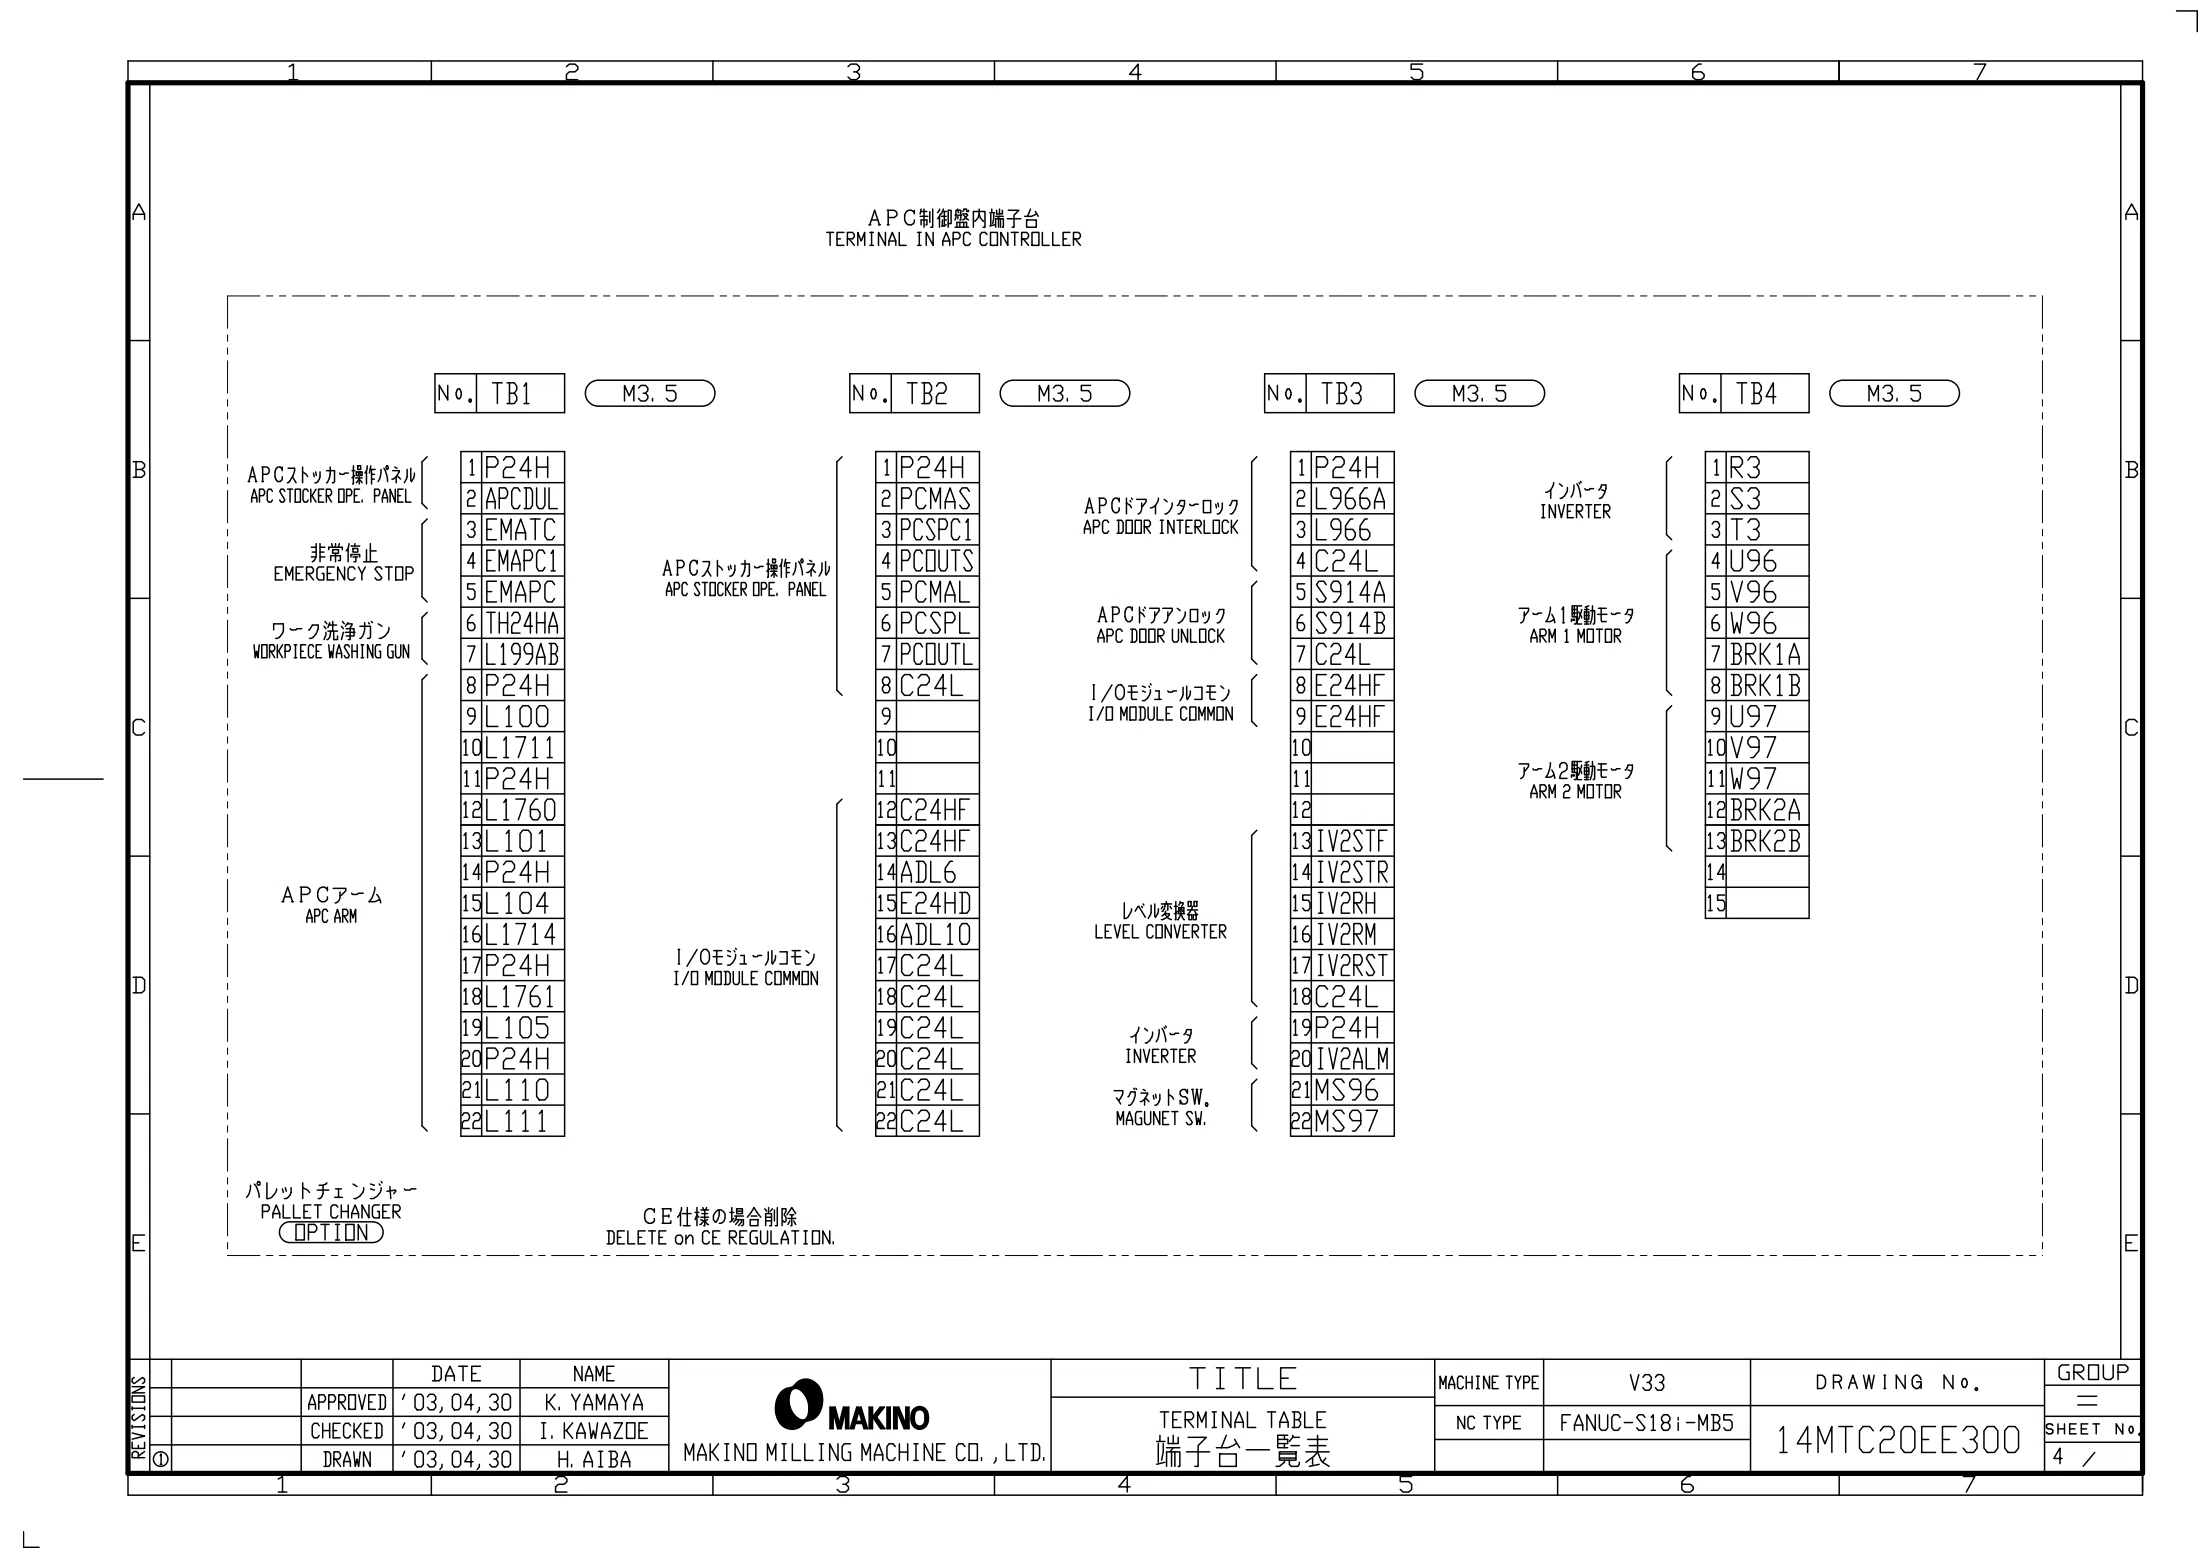 1 2 3 4 5 6 7
A A
APC制御盤内端子台
TERMINAL IN APC CONTROLLER
No. TB1 M3.5
No. TB2 M3.5
No. TB3 M3.5
No. TB4 M3.5
B B
APCストッカー操作パネル
APC STOCKER OPE. PANEL
1 P24H
2 APCDUL
非常停止
EMERGENCY STOP
3 EMATC
4 EMAPC1
5 EMAPC
ワーク洗浄ガン
WORKPIECE WASHING GUN
6 TH24HA
7 L199AB
APCアーム
APC ARM
8 P24H
9 L100
10 L1711
11 P24H
12 L1760
13 L101
14 P24H
15 L104
16 L1714
17 P24H
18 L1761
19 L105
20 P24H
21 L110
22 L111
APCストッカー操作パネル
APC STOCKER OPE. PANEL
1 P24H
2 PCMAS
3 PCSPC1
4 PCOUTS
5 PCMAL
6 PCSPL
7 PCOUTL
8 C24L
9
10
11
I/Oモジュールコモン
I/O MODULE COMMON
12 C24HF
13 C24HF
14 ADL6
15 E24HD
16 ADL10
17 C24L
18 C24L
19 C24L
20 C24L
21 C24L
22 C24L
APCドアインターロック
APC DOOR INTERLOCK
1 P24H
2 L966A
3 L966
4 C24L
APCドアアンロック
APC DOOR UNLOCK
5 S914A
6 S914B
7 C24L
I/Oモジュールコモン
I/O MODULE COMMON
8 E24HF
9 E24HF
10
11
12
レベル変換器
LEVEL CONVERTER
13 IV2STF
14 IV2STR
15 IV2RH
16 IV2RM
17 IV2RST
18 C24L
インバータ
INVERTER
19 P24H
20 IV2ALM
マグネットSW.
MAGUNET SW.
21 MS96
22 MS97
インバータ
INVERTER
1 R3
2 S3
3 T3
アーム1駆動モータ
ARM 1 MOTOR
4 U96
5 V96
6 W96
7 BRK1A
8 BRK1B
アーム2駆動モータ
ARM 2 MOTOR
9 U97
10 V97
11 W97
12 BRK2A
13 BRK2B
14
15
C C
D D
パレットチェンジャー
PALLET CHANGER
OPTION
CE仕様の場合削除
DELETE on CE REGULATION.
E E
REVISIONS
①
DATE NAME
APPROVED '03,04,30 K. YAMAYA
CHECKED '03,04,30 I. KAWAZOE
DRAWN '03,04,30 H. AIBA
MAKINO
MAKINO MILLING MACHINE CO.,LTD.
TITLE
TERMINAL TABLE
端子台一覧表
MACHINE TYPE V33
NC TYPE FANUC-S18i-MB5
DRAWING No.
14MTC20EE300
GROUP
=
SHEET No.
4 /
1 2 3 4 5 6 7